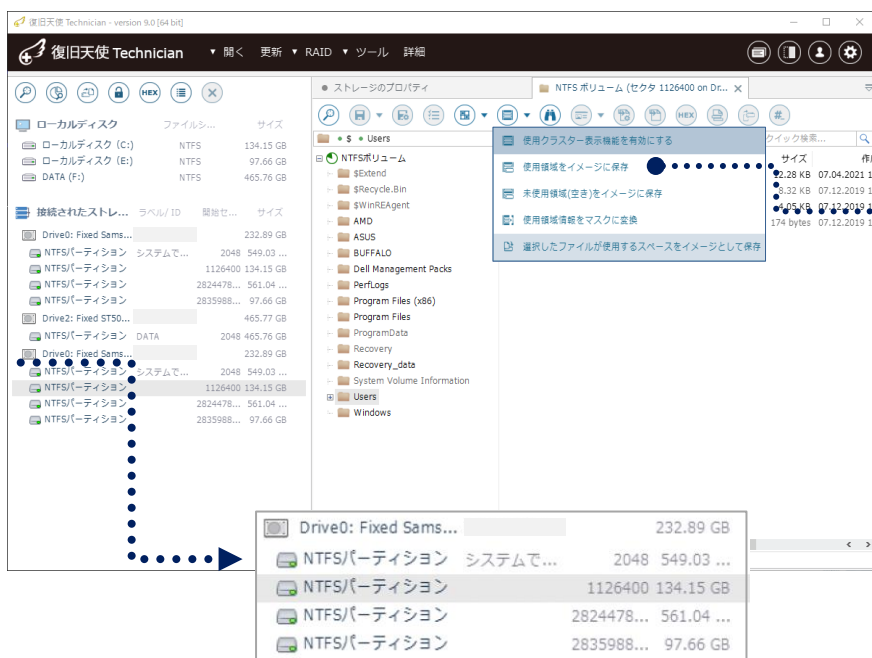 復旧天使 Technician - version 9.0 [64 bit]
復旧天使 Technician ▼ 開く 更新 ▼ RAID ▼ ツール 詳細
ローカルディスク ファイルシ... サイズ
ローカルディスク (C:) NTFS 134.15 GB
ローカルディスク (E:) NTFS 97.66 GB
DATA (F:) NTFS 465.76 GB
接続されたストレ... ラベル/ ID 開始セ... サイズ
Drive0: Fixed Sams... 232.89 GB
NTFSパーティション システムで... 2048 549.03 ...
NTFSパーティション 1126400 134.15 GB
NTFSパーティション 2824478... 561.04 ...
NTFSパーティション 2835988... 97.66 GB
Drive2: Fixed ST50... 465.77 GB
NTFSパーティション DATA 2048 465.76 GB
Drive0: Fixed Sams... 232.89 GB
NTFSパーティション システムで... 2048 549.03 ...
NTFSパーティション 1126400 134.15 GB
NTFSパーティション 2824478... 561.04 ...
NTFSパーティション 2835988... 97.66 GB
ストレージのプロパティ
NTFS ボリューム (セクタ 1126400 on Dr...
HEX
HEX
$ Users
NTFSボリューム
$Extend
$Recycle.Bin
$WinREAgent
AMD
ASUS
BUFFALO
Dell Management Packs
PerfLogs
Program Files (x86)
Program Files
ProgramData
Recovery
Recovery_data
System Volume Information
Users
Windows
使用クラスター表示機能を有効にする
使用領域をイメージに保存
未使用領域(空き)をイメージに保存
使用領域情報をマスクに変換
選択したファイルが使用するスペースをイメージとして保存
イック検索...
サイズ 作
12.28 KB 07.04.2021 1
8.32 KB 07.12.2019 1
4.05 KB 07.12.2019 1
174 bytes 07.12.2019 1
Drive0: Fixed Sams... 232.89 GB
NTFSパーティション システムで... 2048 549.03 ...
NTFSパーティション 1126400 134.15 GB
NTFSパーティション 2824478... 561.04 ...
NTFSパーティション 2835988... 97.66 GB